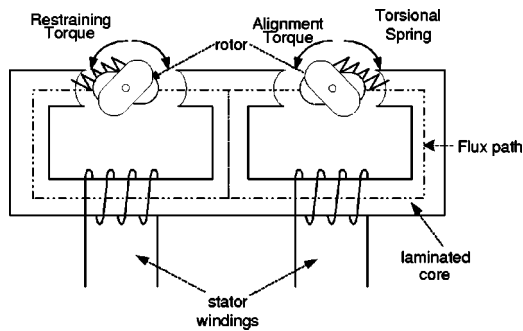 Restraining
Torque
rotor
Alignment
Torque
Torsional
Spring
Flux path
laminated
core
stator
windings